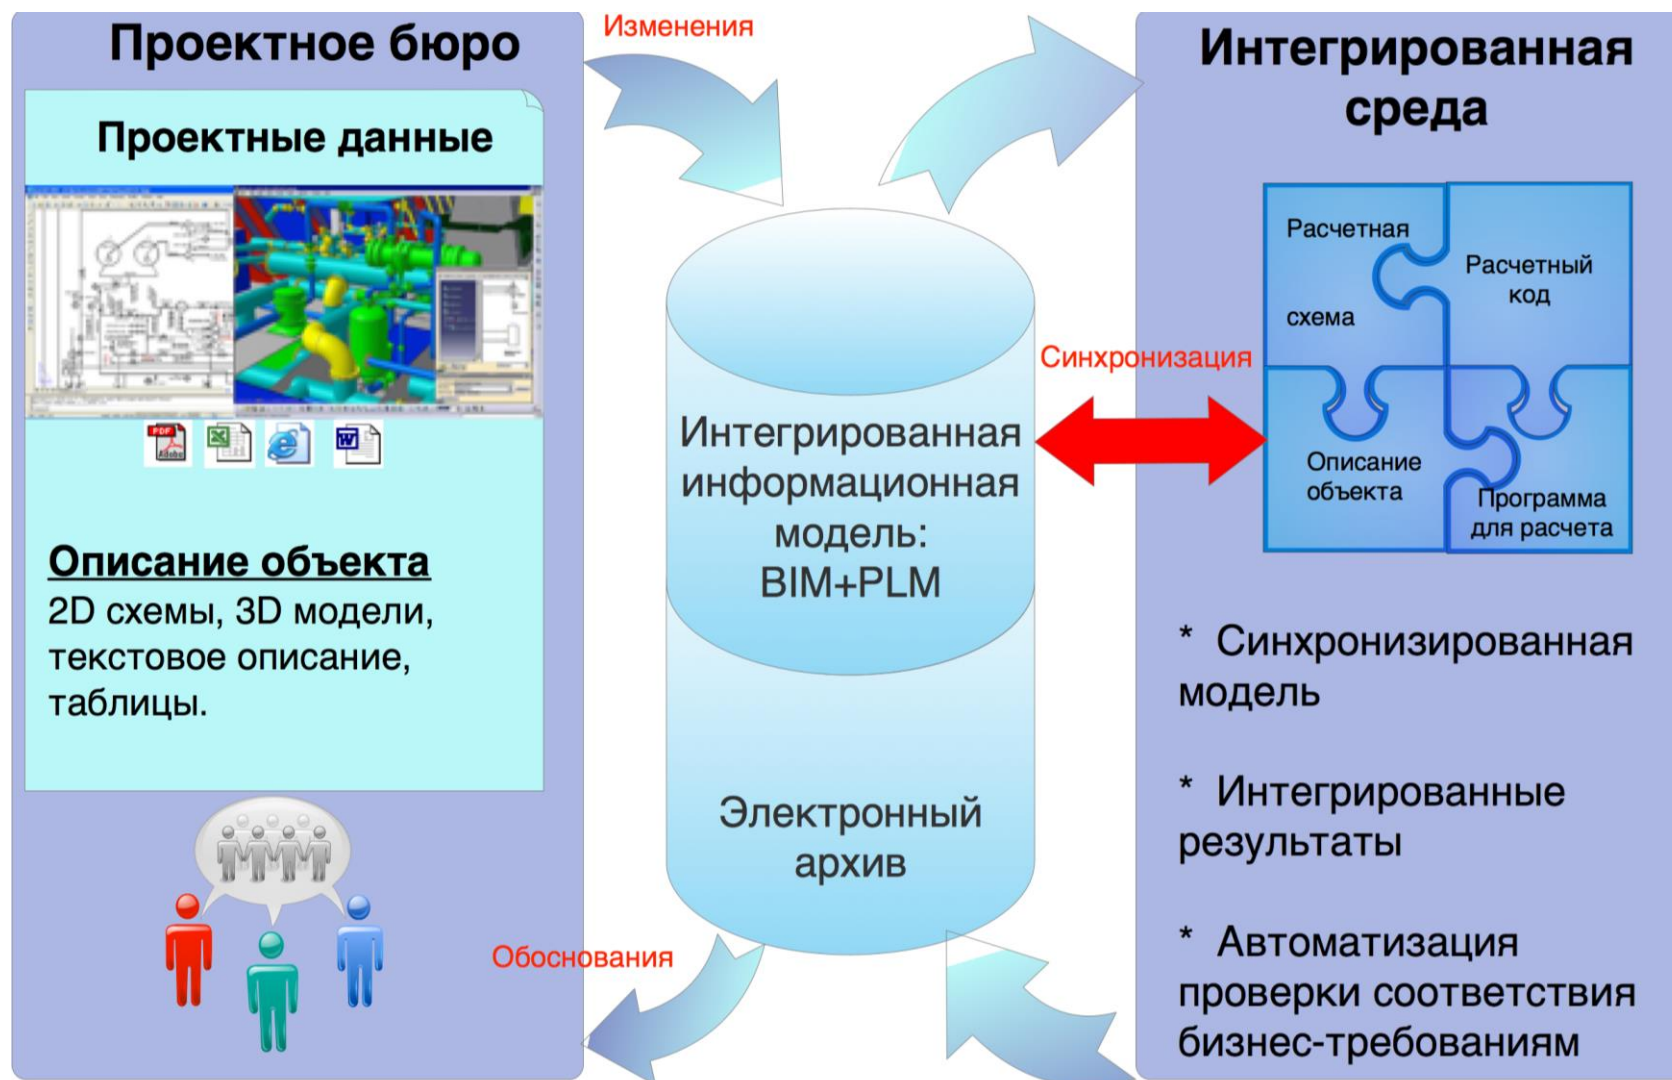 Проектное бюро
Проектные данные
PDF
Adobe
Описание объекта
2D схемы, 3D модели,
текстовое описание,
таблицы.
Изменения
Интегрированная
информационная
модель:
BIM+PLM
Электронный
архив
Синхронизация
Обоснования
Интегрированная
среда
Расчетная
схема
Расчетный
код
Описание
объекта
Программа
для расчета
* Синхронизированная
модель
* Интегрированные
результаты
* Автоматизация
проверки соответствия
бизнес-требованиям